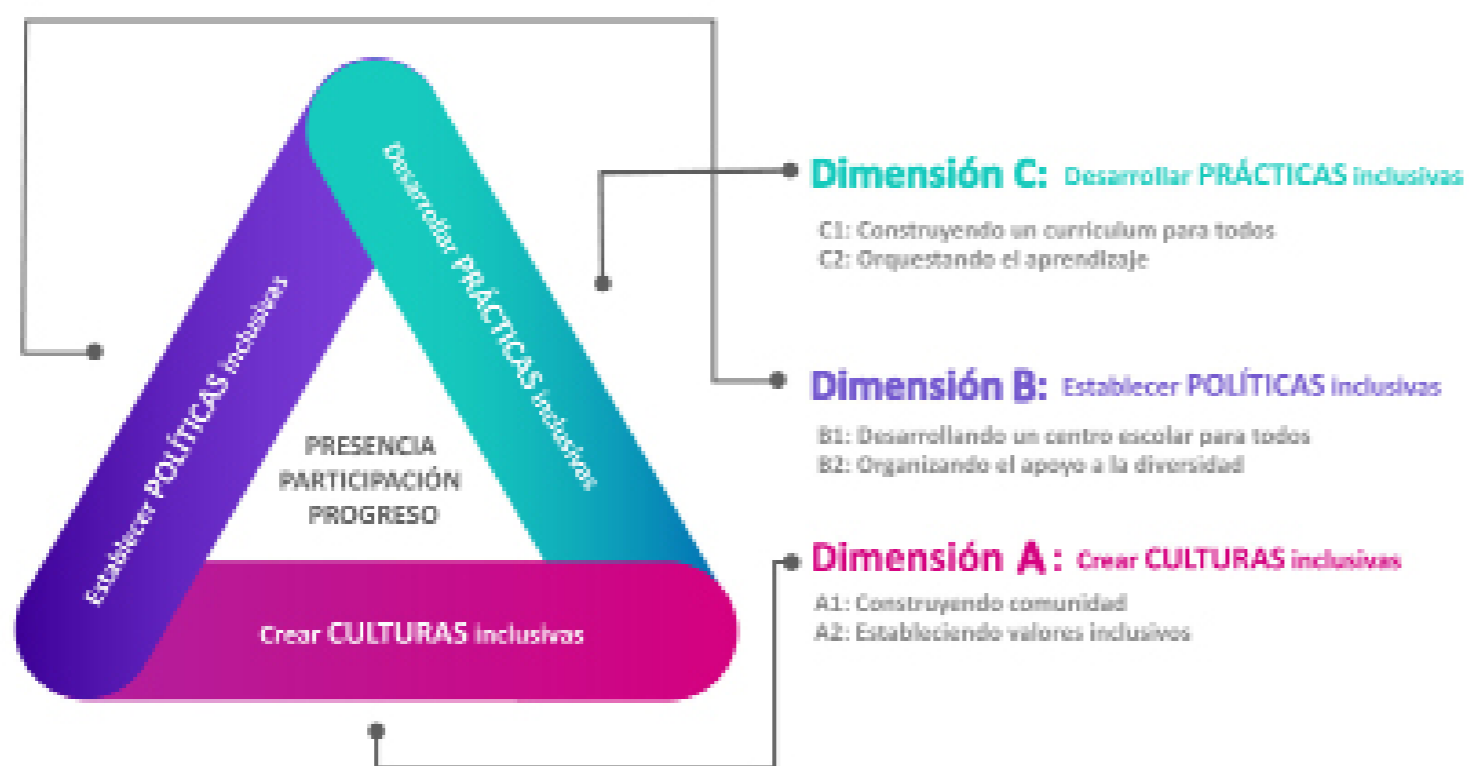 Establecer POLÍTICAS inclusivas
Desarrollar PRÁCTICAS inclusivas
PRESENCIA
PARTICIPACIÓN
PROGRESO
Crear CULTURAS inclusivas
Dimensión C: Desarrollar PRÁCTICAS inclusivas
C1: Construyendo un curriculum para todos
C2: Orquestando el aprendizaje
Dimensión B: Establecer POLÍTICAS inclusivas
B1: Desarrollando un centro escolar para todos
B2: Organizando el apoyo a la diversidad
Dimensión A: Crear CULTURAS inclusivas
A1: Construyendo comunidad
A2: Estableciendo valores inclusivos